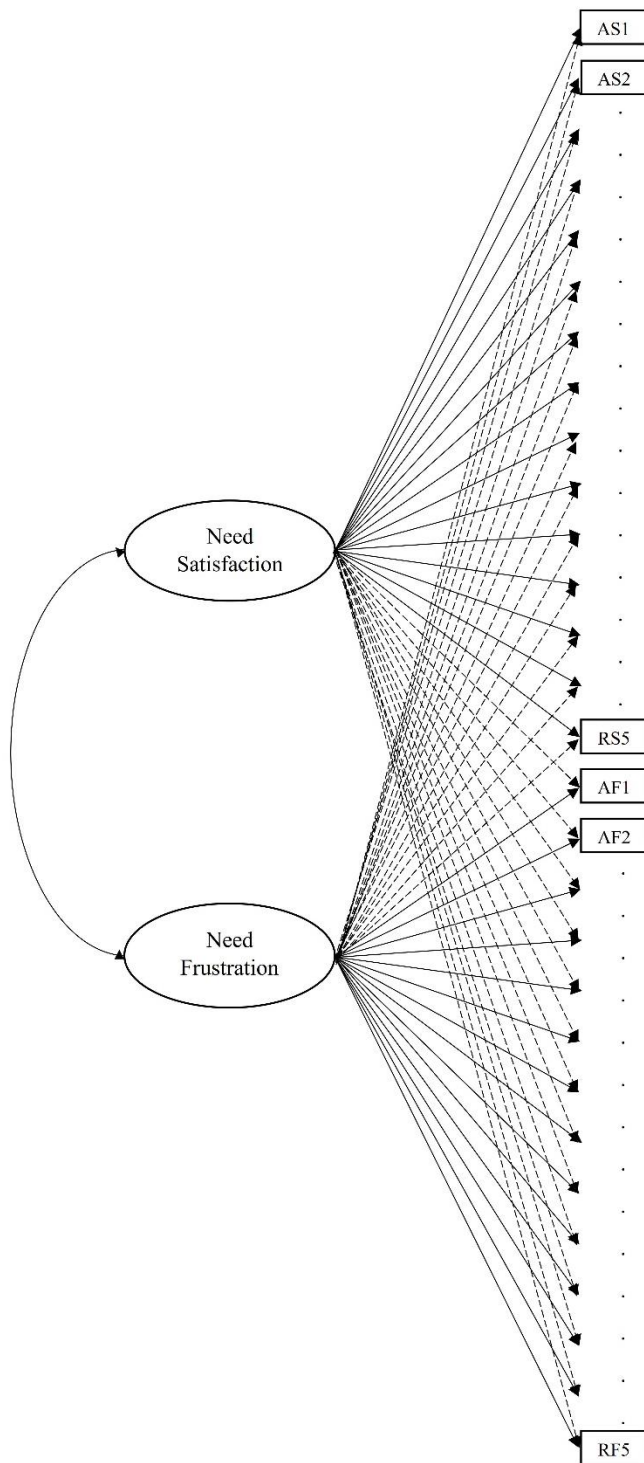 AS1
AS2
Need
Satisfaction
RS5
AF1
AF2
Need
Frustration
RF5